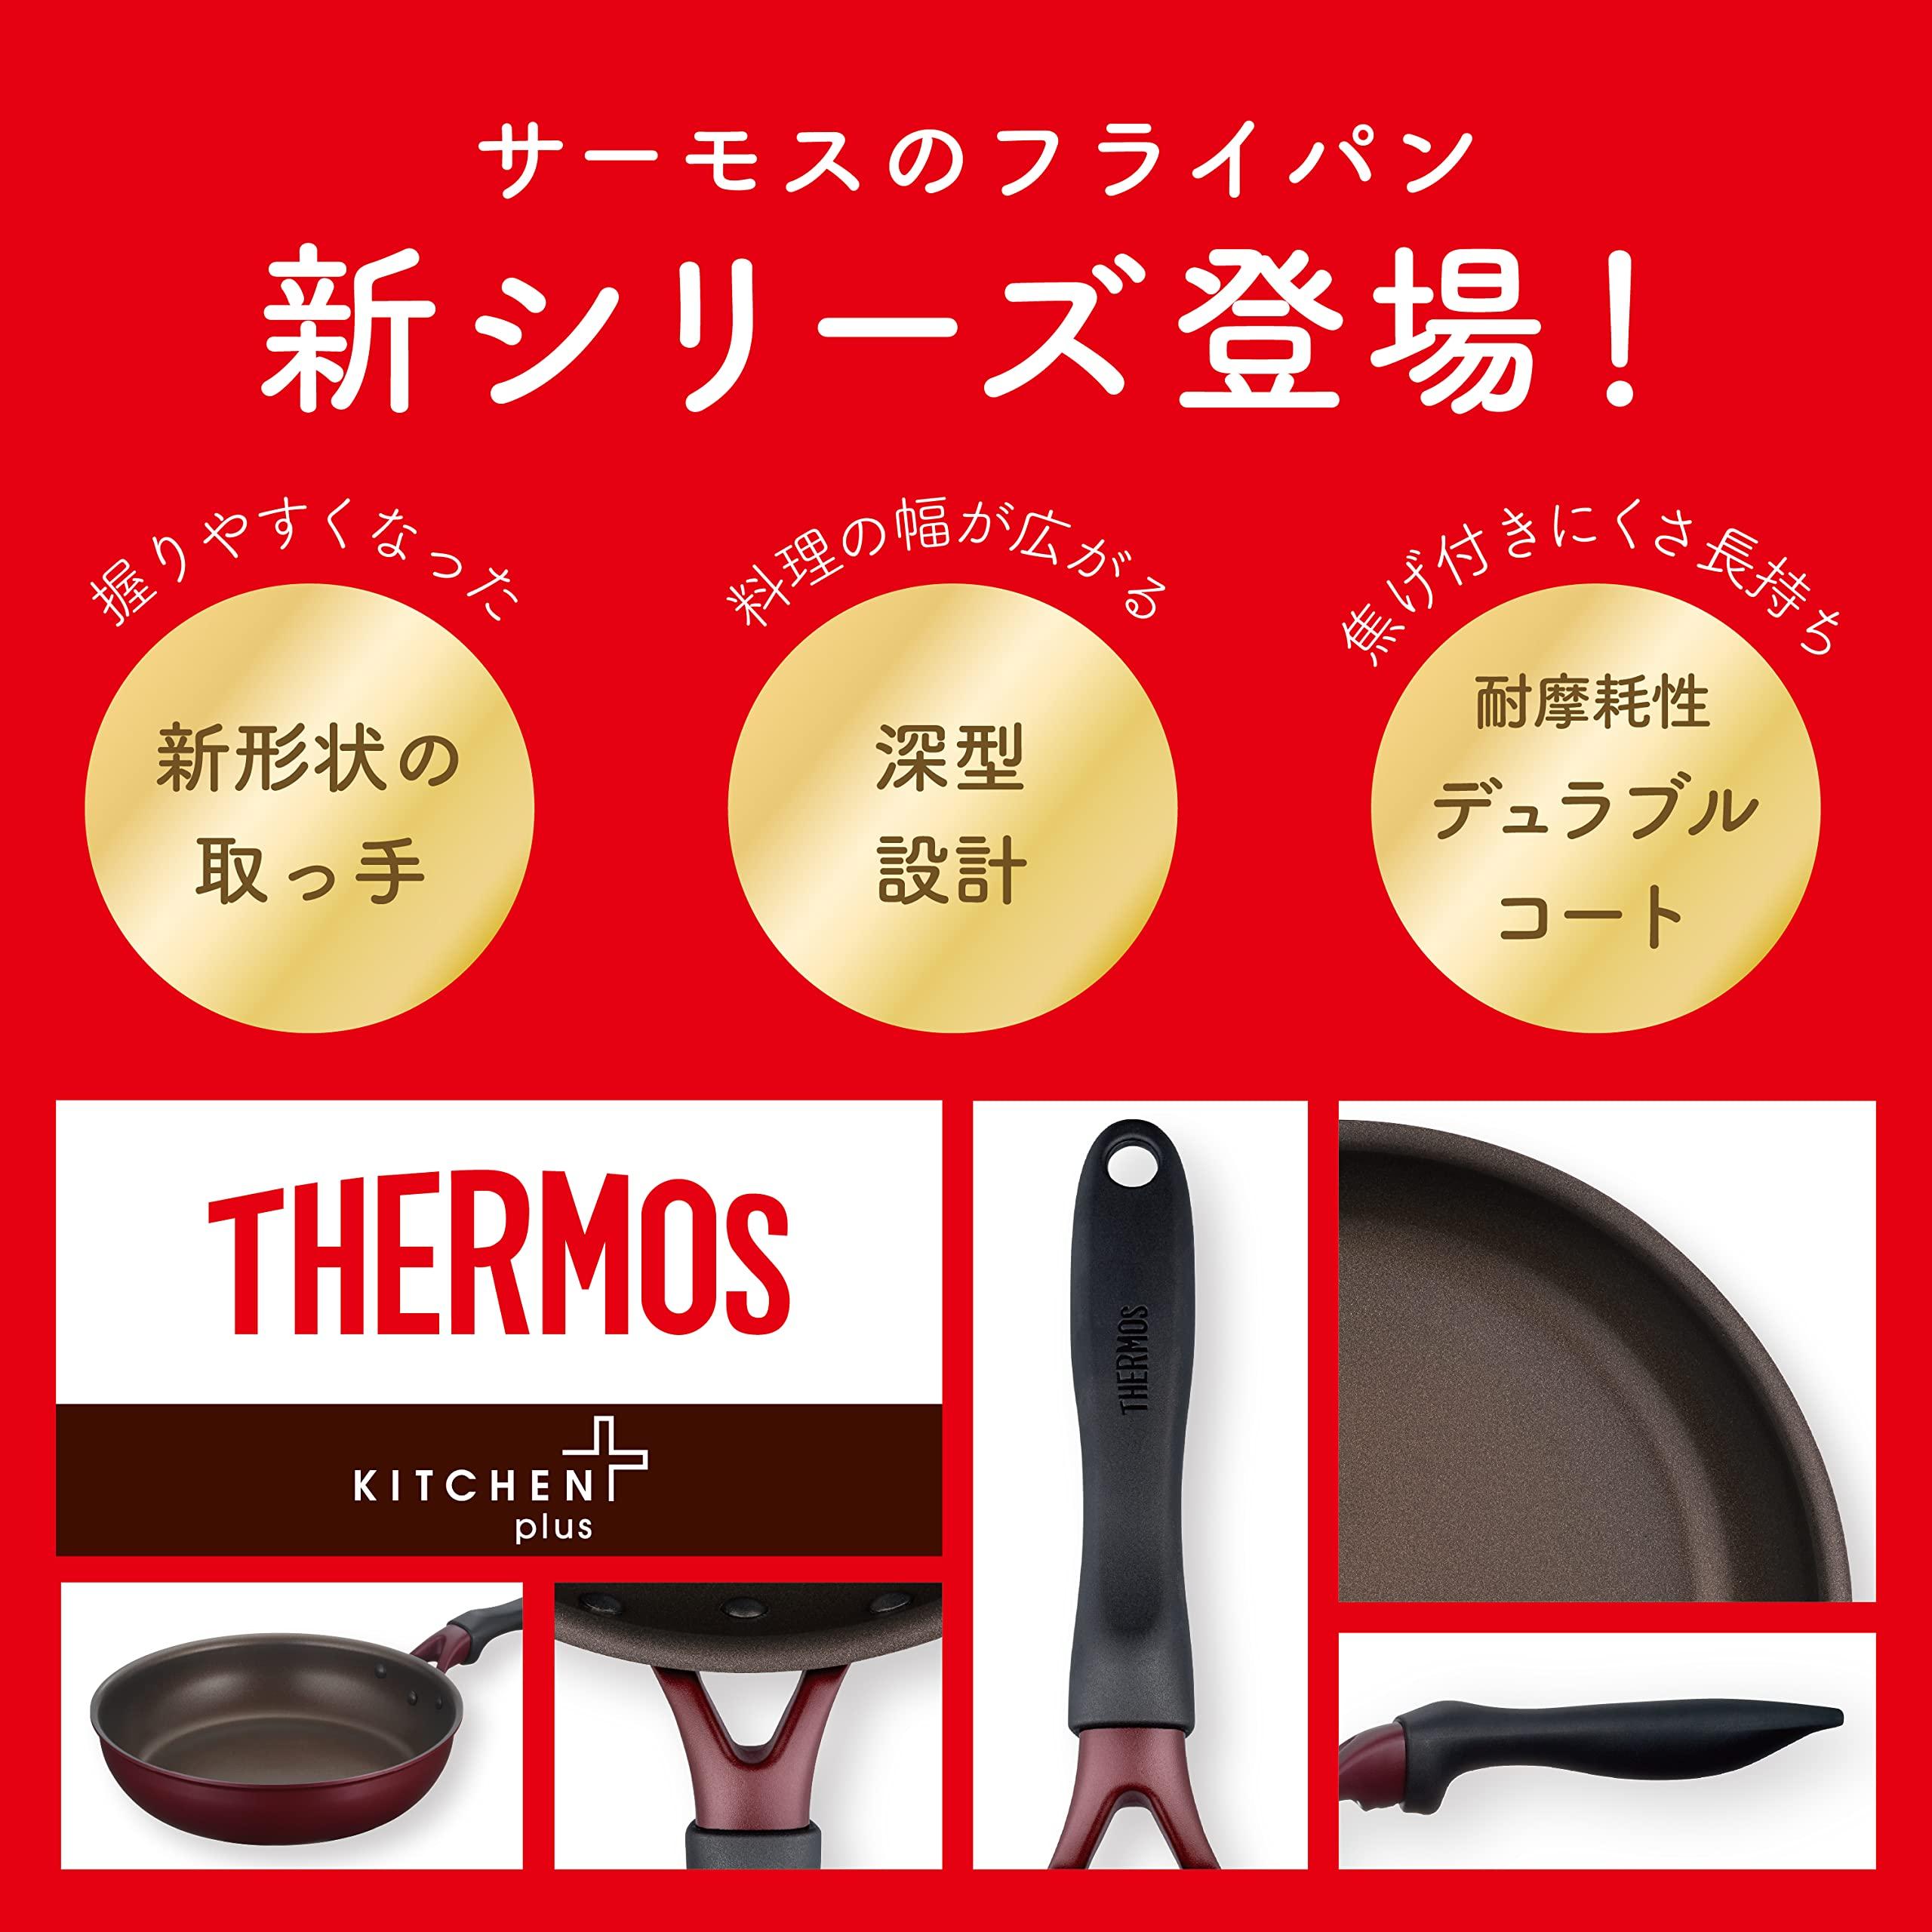 サーモスのフライパン
新シリーズ登場！
握りやすくなった
新形状の
取っ手
料理の幅が広がる
深型
設計
焦げ付きにくさ長持ち
耐摩耗性
デュラブル
コート
THERMOS
KITCHEN
plus
THERMOS